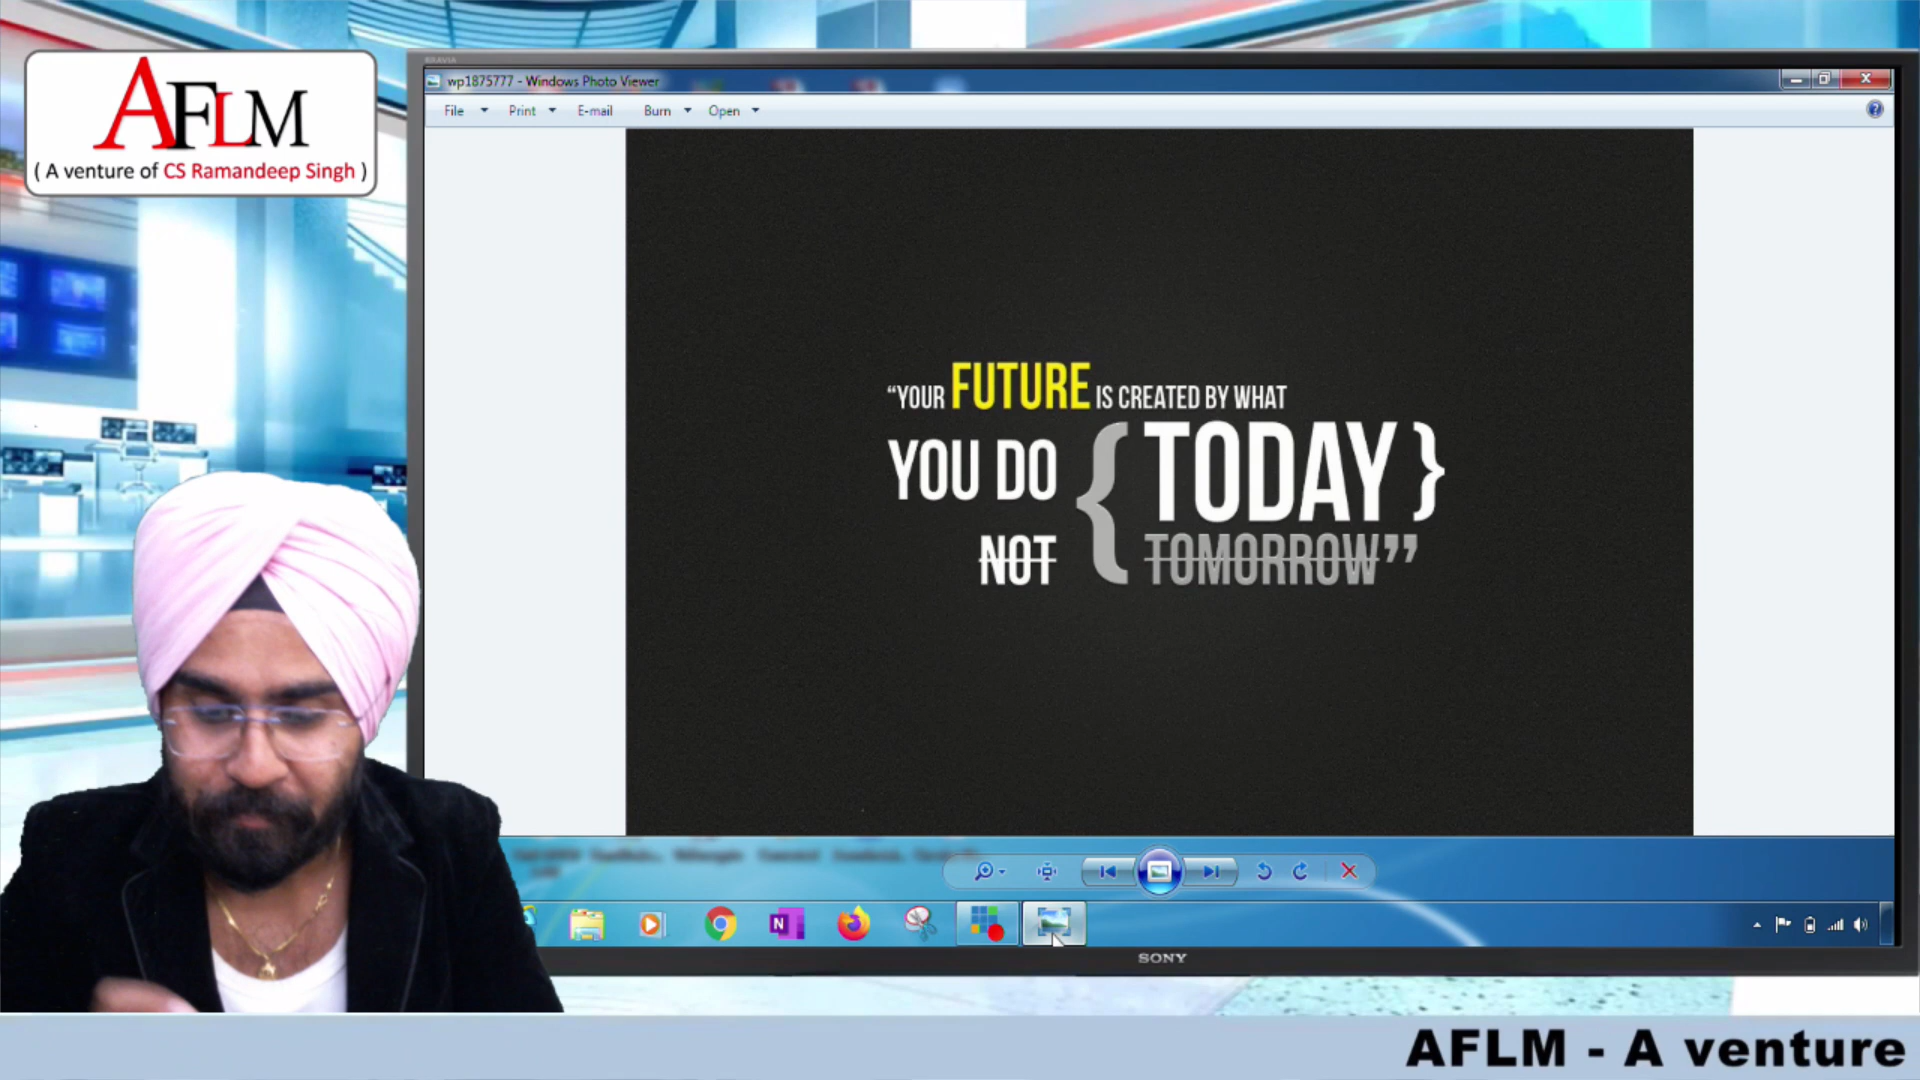 AFLM
( A venture of CS Ramandeep Singh )
BRAVIA
wp1875777 - Windows Photo Viewer
File Print E-mail Burn Open
“YOUR FUTURE IS CREATED BY WHAT
YOU DO { TODAY }
NOT TOMORROW”
SONY
AFLM - A venture